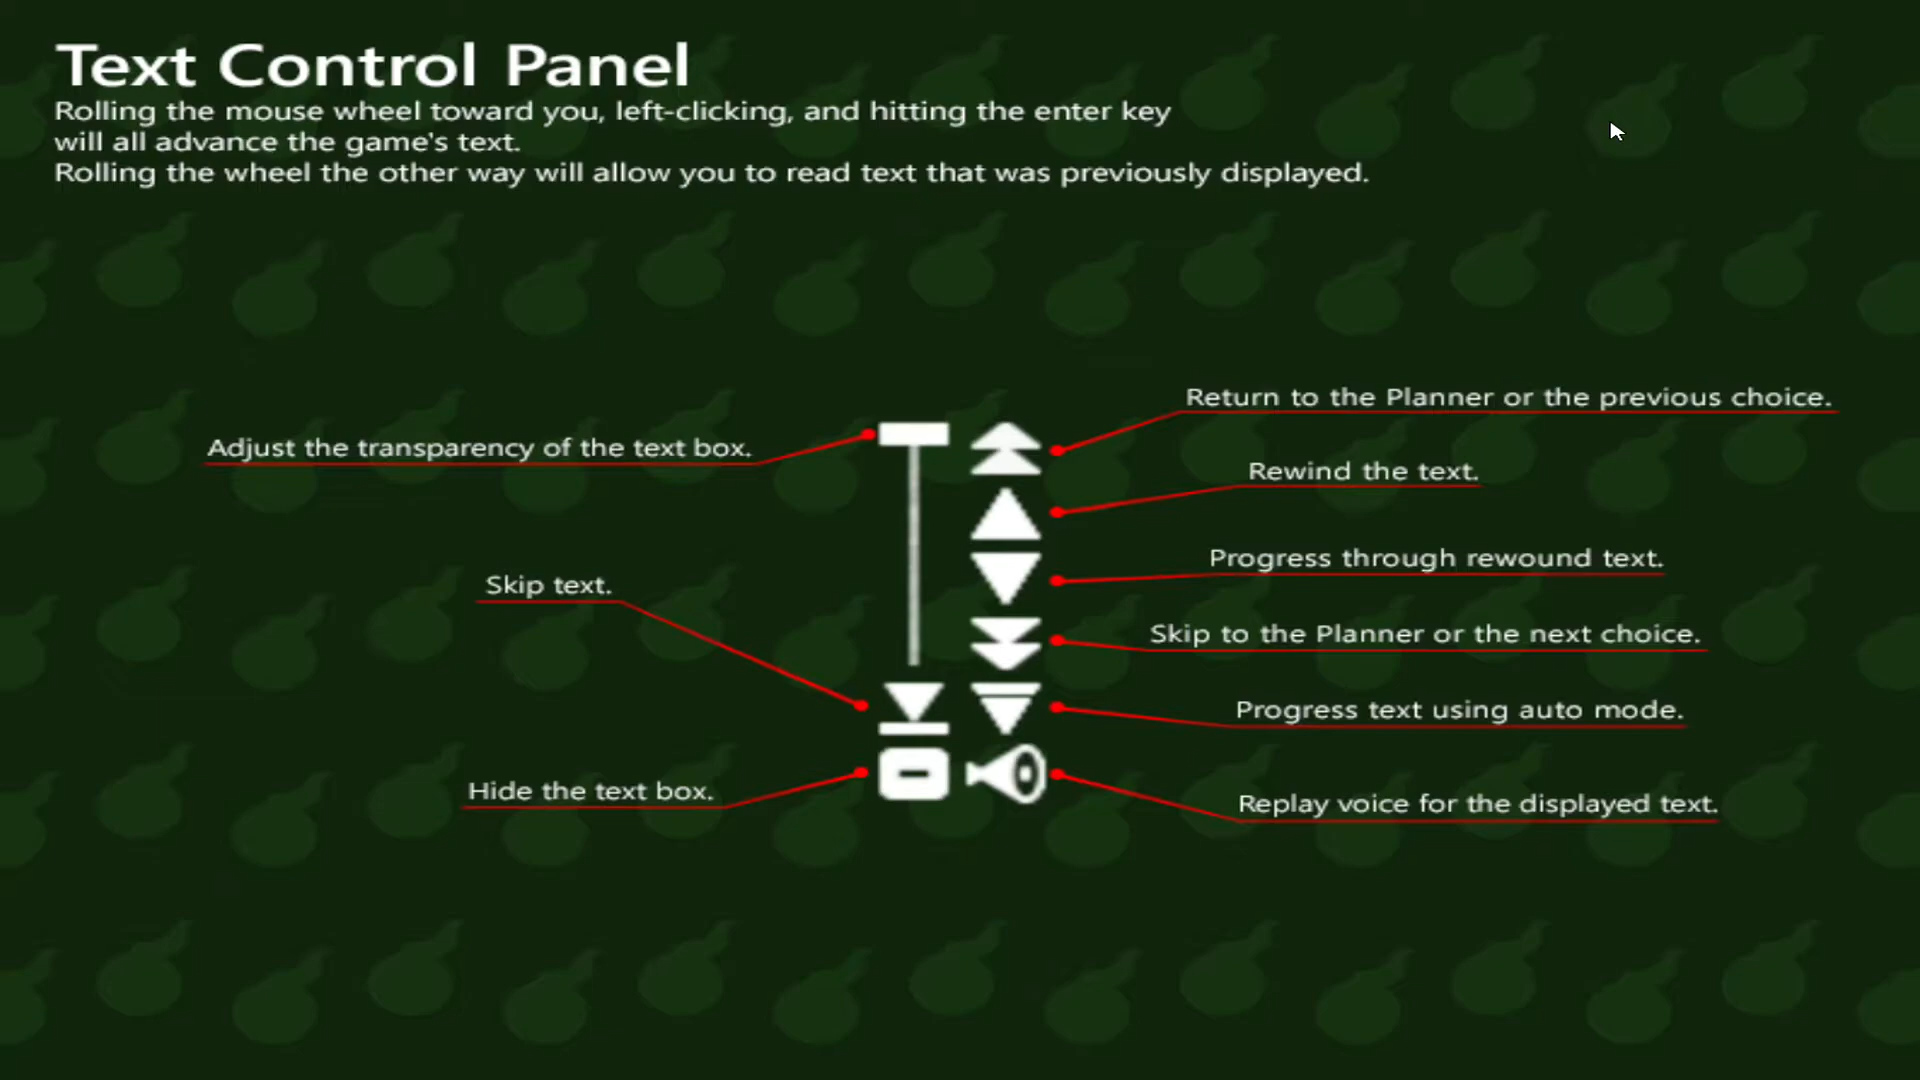 Text Control Panel
Rolling the mouse wheel toward you, left-clicking, and hitting the enter key
will all advance the game's text.
Rolling the wheel the other way will allow you to read text that was previously displayed.
Return to the Planner or the previous choice.
Adjust the transparency of the text box.
Rewind the text.
Progress through rewound text.
Skip text.
Skip to the Planner or the next choice.
Progress text using auto mode.
Hide the text box.
Replay voice for the displayed text.